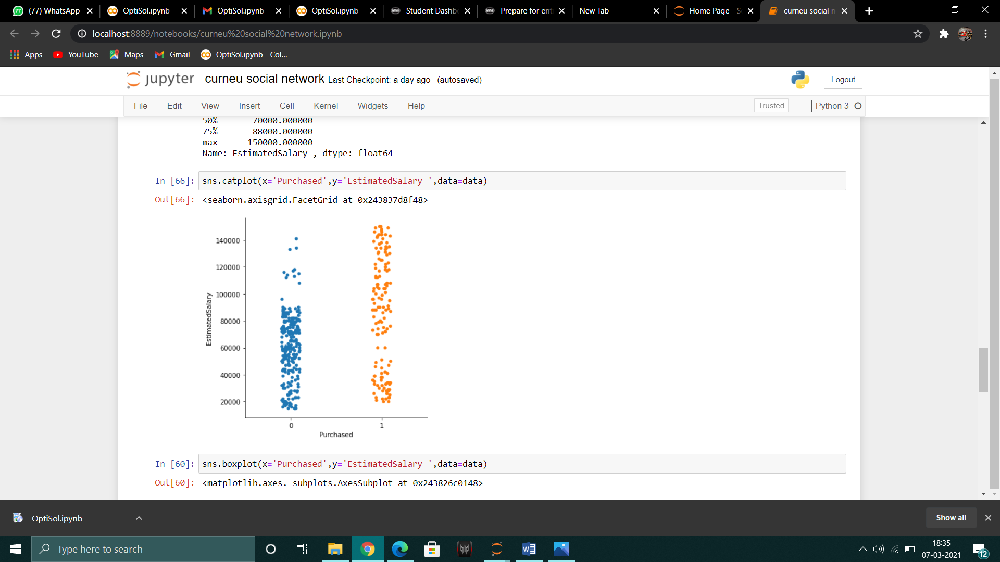 (77) WhatsApp
OptiSol.ipynb -
OptiSol.ipynb -
OptiSol.ipynb -
Student Dashb
Prepare for ent
New Tab
Home Page - S
curneu social n
localhost:8889/notebooks/curneu%20social%20network.ipynb
Apps YouTube Maps Gmail OptiSol.ipynb - Col...
jupyter curneu social network Last Checkpoint: a day ago (autosaved)
Logout
File Edit View Insert Cell Kernel Widgets Help Trusted Python 3
50% 70000.000000
75% 88000.000000
max 150000.000000
Name: EstimatedSalary , dtype: float64
In [66]: sns.catplot(x='Purchased',y='EstimatedSalary ',data=data)
Out[66]: <seaborn.axisgrid.FacetGrid at 0x243837d8f48>
140000
120000
100000
80000
60000
40000
20000
EstimatedSalary
0 1
Purchased
In [60]: sns.boxplot(x='Purchased',y='EstimatedSalary ',data=data)
Out[60]: <matplotlib.axes._subplots.AxesSubplot at 0x243826c0148>
OptiSol.ipynb
Show all
Type here to search
18:35
07-03-2021
12